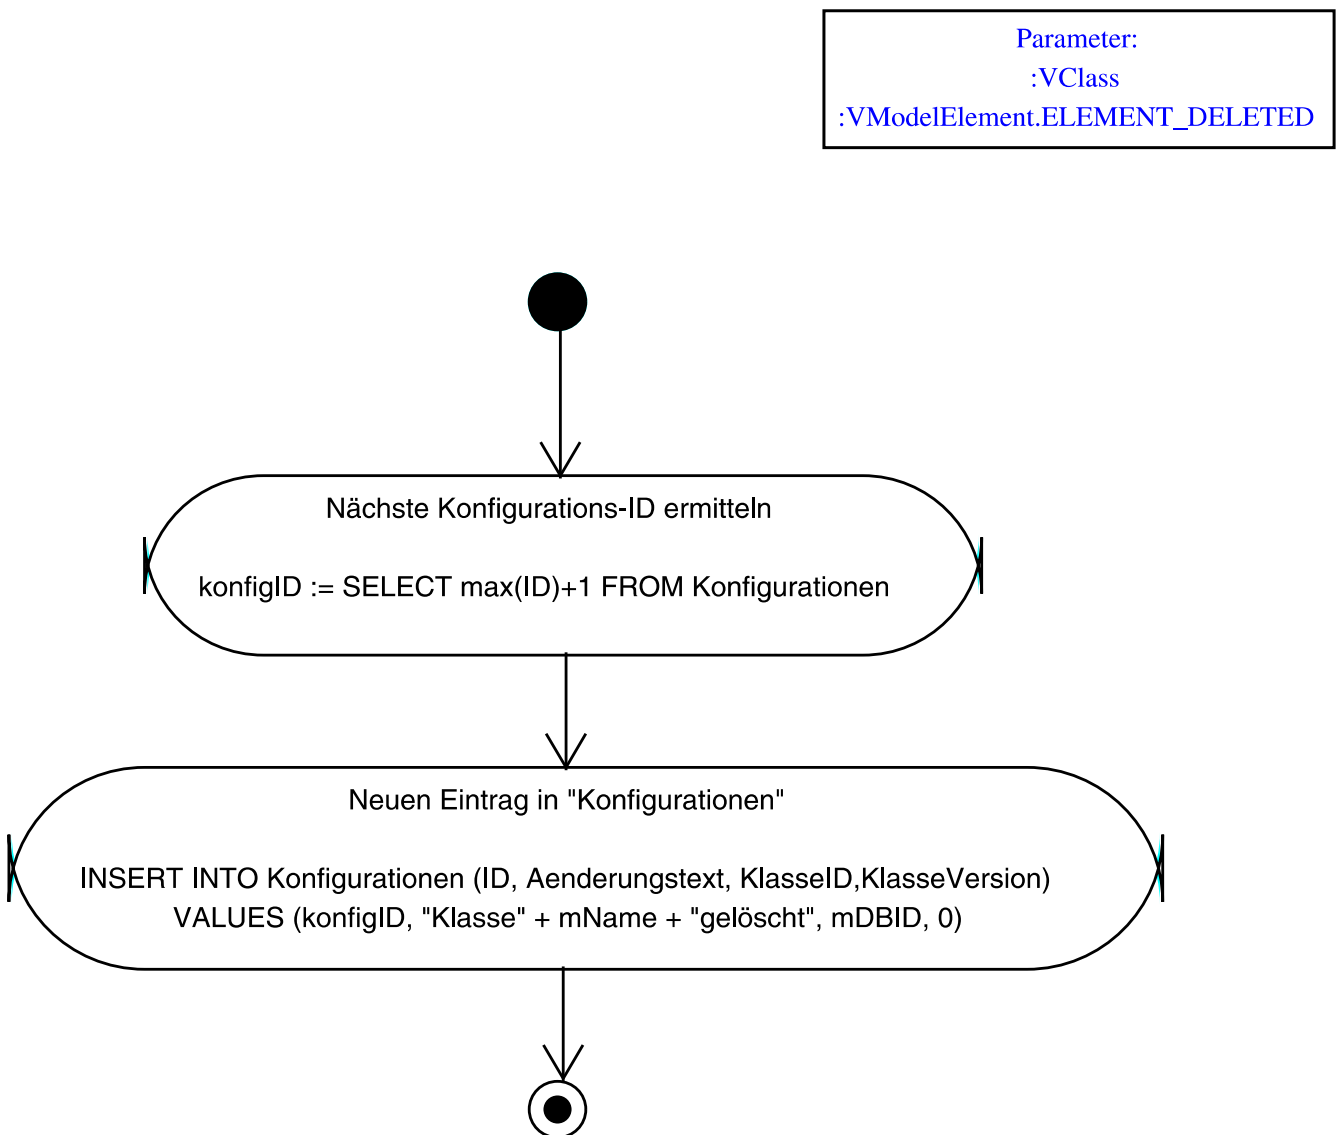 Parameter:
:VClass
:VModelElement.ELEMENT_DELETED
Nächste Konfigurations-ID ermitteln
konfigID := SELECT max(ID)+1 FROM Konfigurationen
Neuen Eintrag in "Konfigurationen"
INSERT INTO Konfigurationen (ID, Aenderungstext, KlasseID,KlasseVersion)
VALUES (konfigID, "Klasse" + mName + "gelöscht", mDBID, 0)